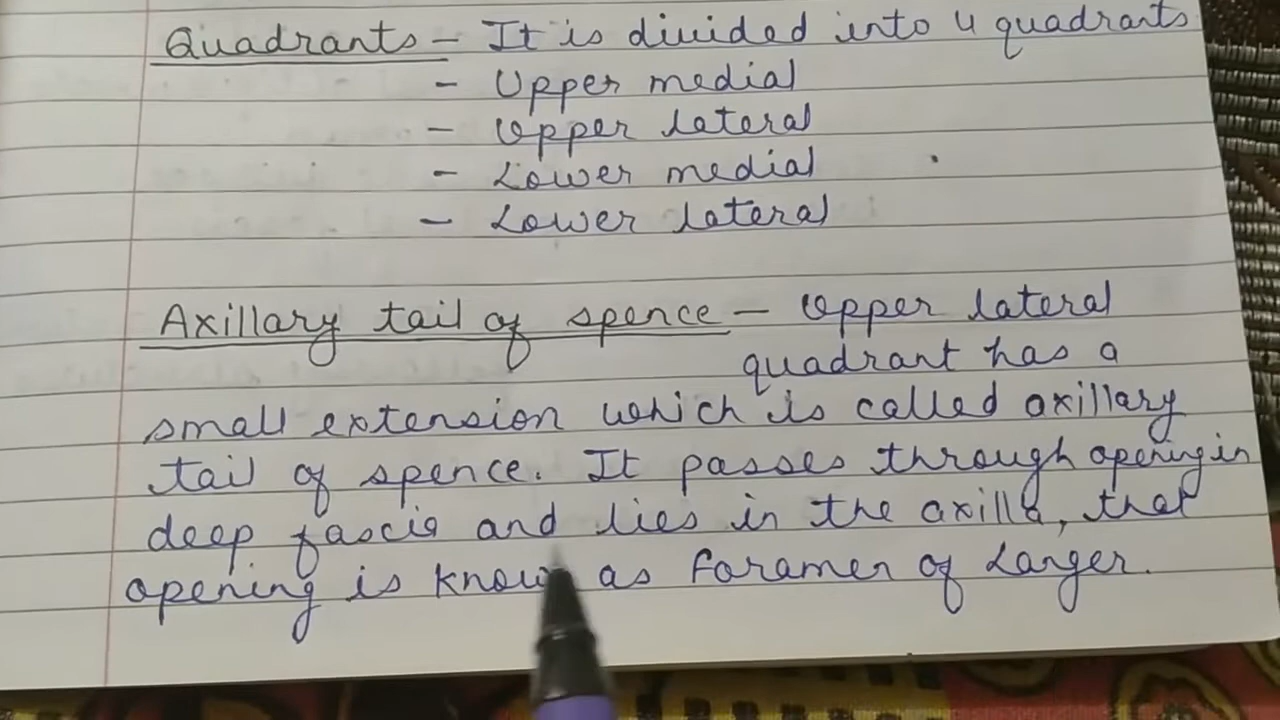 Quadrants - It is divided into 4 quadrants
- Upper medial
- Upper lateral
- Lower medial
- Lower lateral
Axillary tail of spence - Upper lateral
quadrant has a
small extension which is called axillary
tail of spence. It passes through opening in
deep fascia and lies in the axilla, that
opening is known as Foramen of Langer.